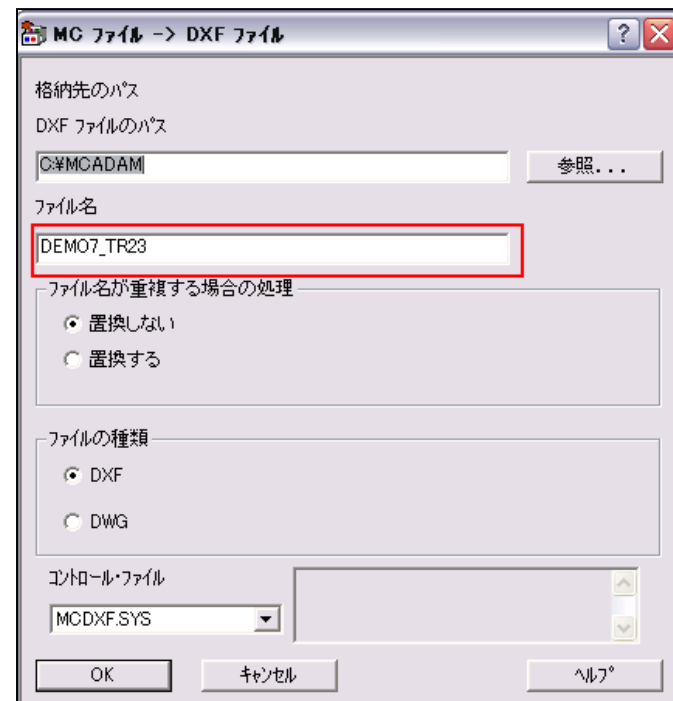 MC ファイル -> DXF ファイル
格納先のパス
DXF ファイルのパス
C:¥MCADAM
参照...
ファイル名
DEMO7_TR23
ファイル名が重複する場合の処理
置換しない
置換する
ファイルの種類
DXF
DWG
コントロール・ファイル
MCDXF.SYS
OK キャンセル ヘルプ